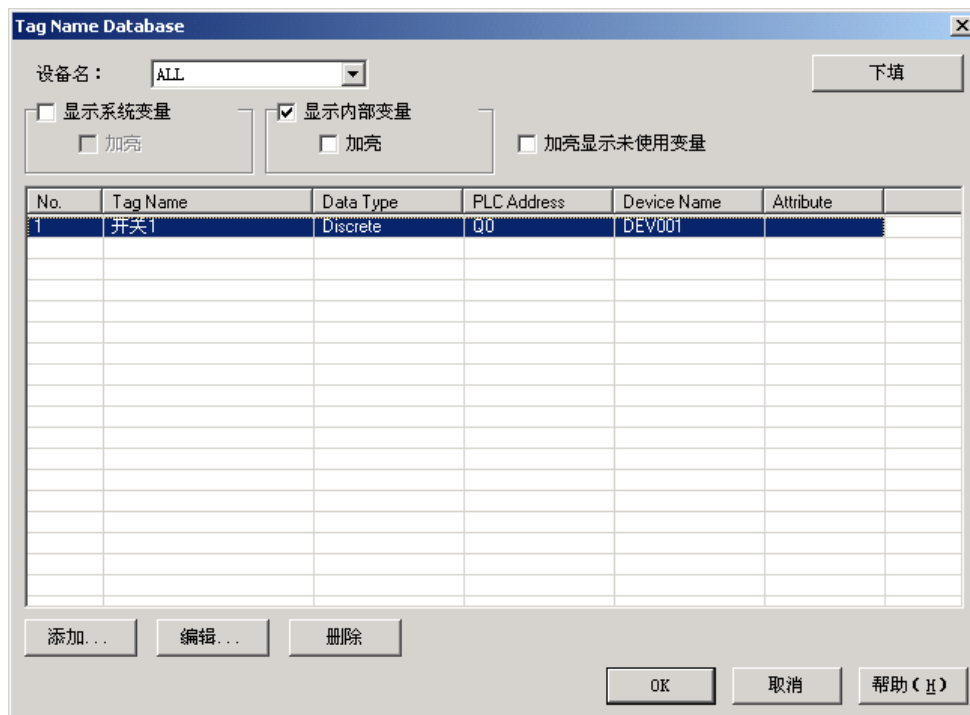 Tag Name Database
设备名： ALL 下填
显示系统变量 显示内部变量
加亮 加亮 加亮显示未使用变量
No. Tag Name Data Type PLC Address Device Name Attribute
1 开关1 Discrete Q0 DEV001
添加... 编辑... 册除
OK 取消 帮助(H)